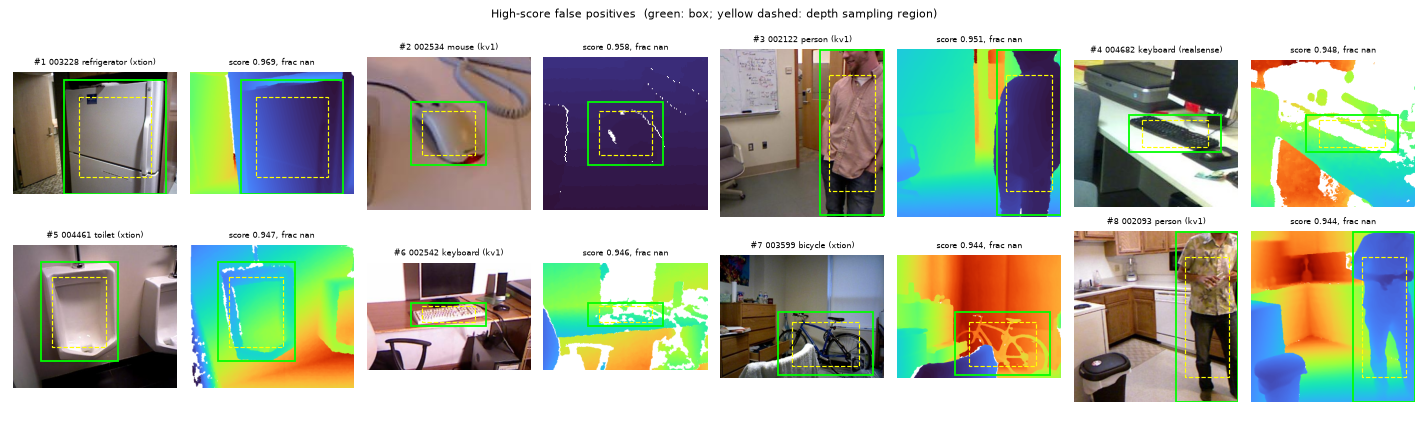 High-score false positives  (green: box; yellow dashed: depth sampling region)
#1 003228 refrigerator (xtion)
score 0.969, frac nan
#2 002534 mouse (kv1)
score 0.958, frac nan
#3 002122 person (kv1)
score 0.951, frac nan
#4 004682 keyboard (realsense)
score 0.948, frac nan
#5 004461 toilet (xtion)
score 0.947, frac nan
#6 002542 keyboard (kv1)
score 0.946, frac nan
#7 003599 bicycle (xtion)
score 0.944, frac nan
#8 002093 person (kv1)
score 0.944, frac nan